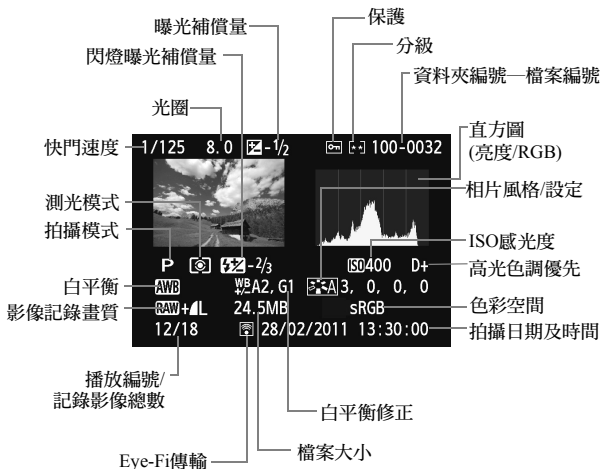 保護
曝光補償量
分級
閃燈曝光補償量
資料夾編號—檔案編號
光圈
快門速度
1/125 8.0 -1/2 100-0032
直方圖
(亮度/RGB)
測光模式
相片風格/設定
拍攝模式
P -2/3 ISO400 D+
ISO感光度
高光色調優先
白平衡
AWB WB+/-A2, G1 A 3, 0, 0, 0
影像記錄畫質
RAW+L 24.5MB sRGB
色彩空間
12/18 28/02/2011 13:30:00
拍攝日期及時間
播放編號/
記錄影像總數
白平衡修正
檔案大小
Eye-Fi傳輸